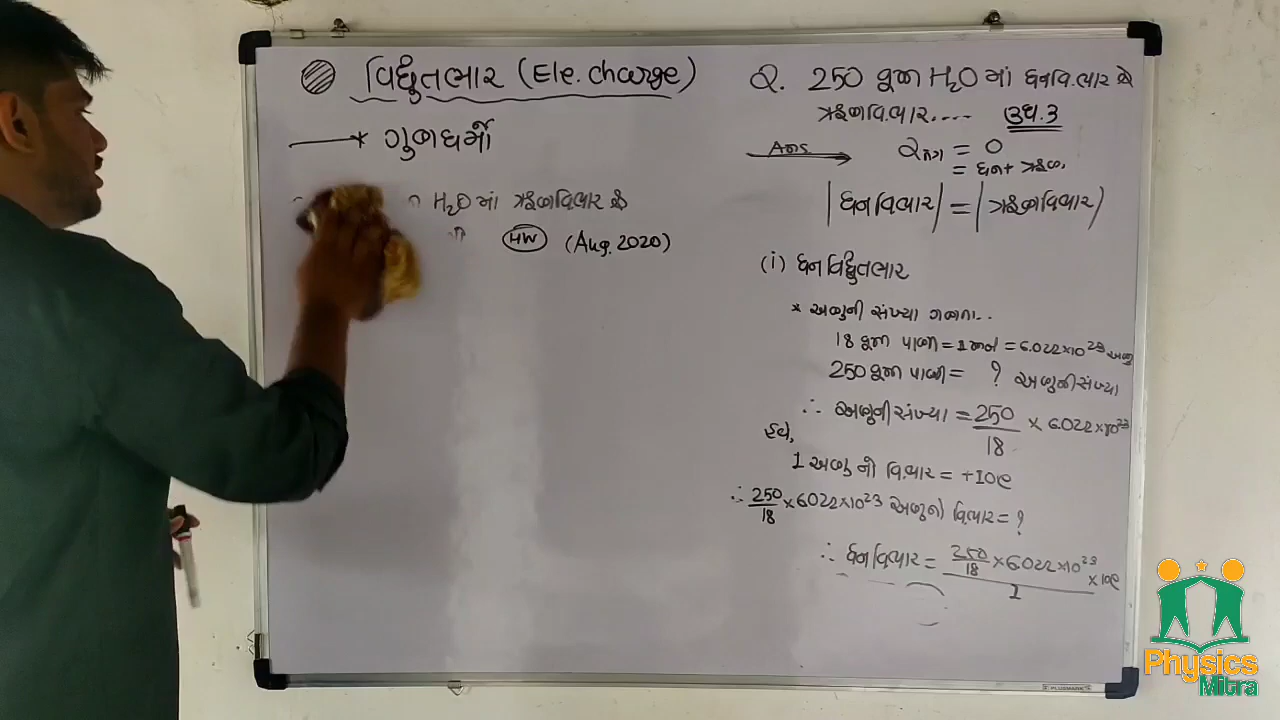 વિદ્યુતભાર (Ele. charge)
* ગુણધર્મો
H₂O માં ઋણવિભાર કે
HW (Aug. 2020)
Q. 250 ગ્રામ H₂O માં ધનવિ.ભાર કે
ઋણવિ.ભાર.... ઉદા.3
Ans Qતંત્ર = 0
= ધન + ઋણ
|ધનવિભાર| = |ઋણવિભાર|
(i) ધન વિદ્યુતભાર
* અણુની સંખ્યા ગણતા..
18 ગ્રામ પાણી = 1 મોલ = 6.022×10²³ અણુ
250 ગ્રામ પાણી = ? અણુની સંખ્યા
∴ અણુની સંખ્યા = 250/18 × 6.022×10²³
હવે,
1 અણુ નો વિ.ભાર = +10e
∴ 250/18 × 6022×10²³ અણુનો વિ.ભાર = ?
∴ ધનવિ.ભાર = 250/18 × 6.022×10²³ × 10e / 1
Physics
Mitra